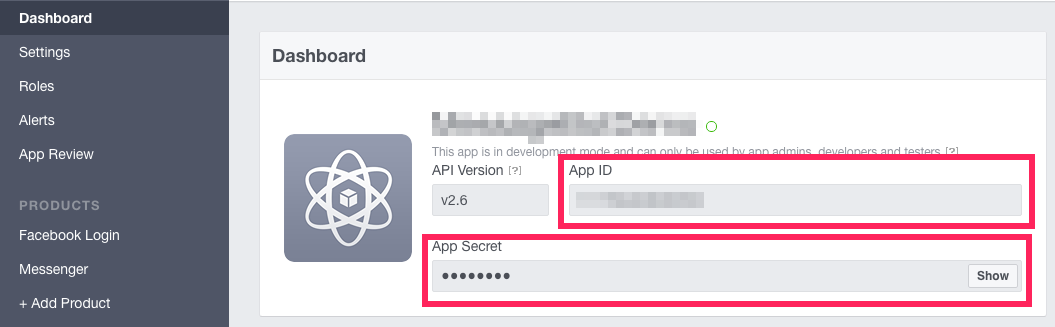 Dashboard
Settings
Roles
Alerts
App Review
PRODUCTS
Facebook Login
Messenger
+ Add Product
Dashboard
This app is in development mode and can only be used by app admins, developers and testers [?]
API Version [?]
App ID
v2.6
App Secret
••••••••
Show